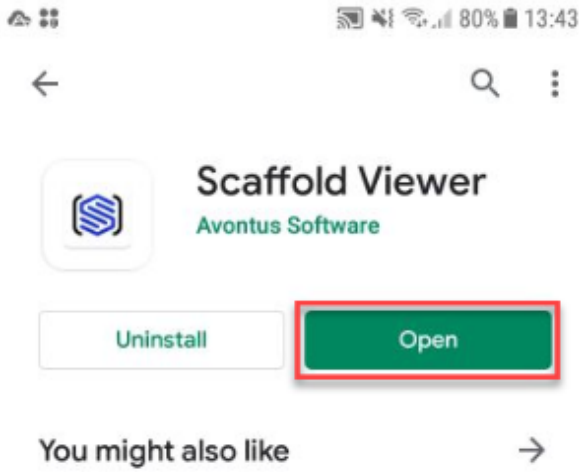 80% 13:43
Scaffold Viewer
Avontus Software
Uninstall
Open
You might also like